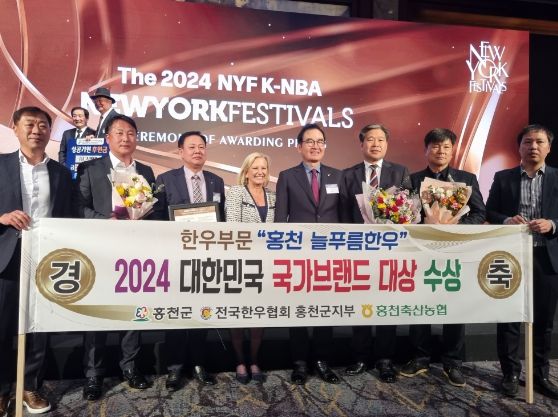 The 2024 NYF K-NBA
NEWYORKFESTIVALS
CEREMONY OF AWARDING
NEW
YORK
FESTIVALS
한우부문 “홍천 늘푸름한우”
경 2024 대한민국 국가브랜드 대상 수상 축
홍천군 전국한우협회 홍천군지부 홍천축산농협